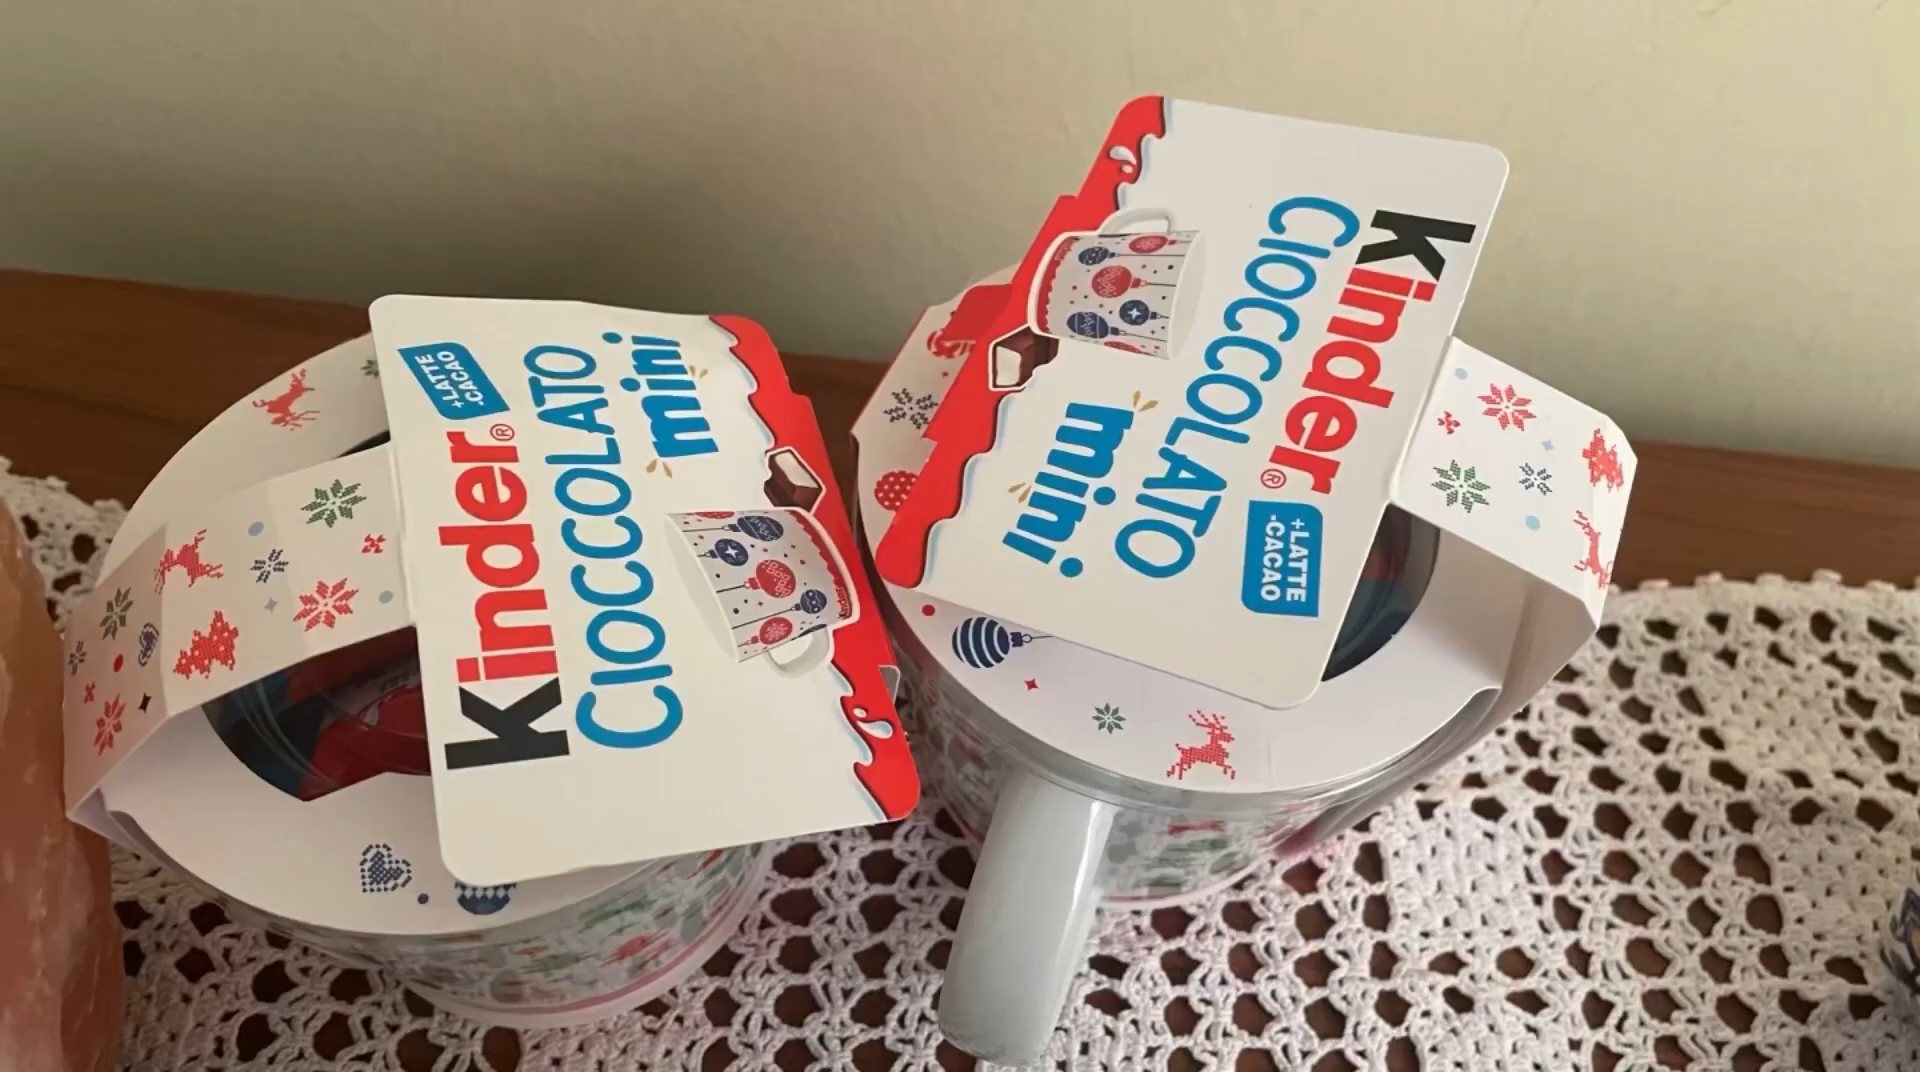 Kinder®
+LATTE
-CACAO
CIOCCOLATO
mini
Kinder®
+LATTE
-CACAO
CIOCCOLATO
mini